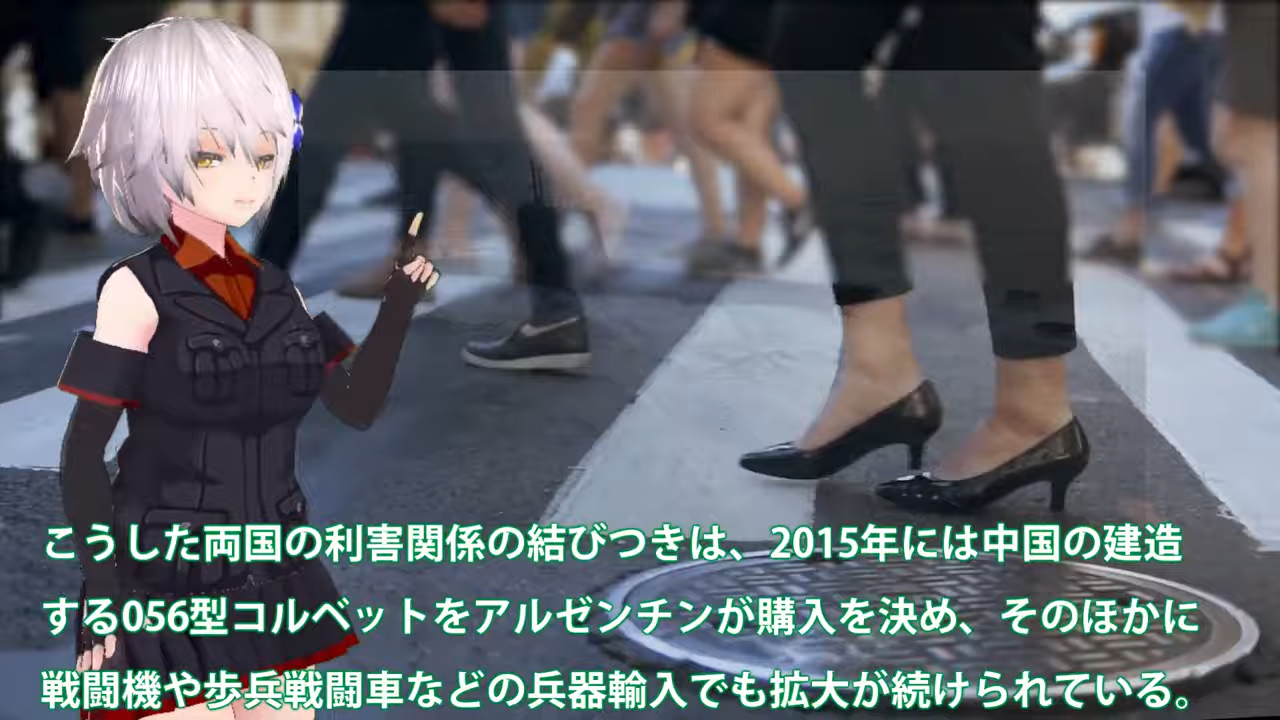 こうした両国の利害関係の結びつきは、2015年には中国の建造
する056型コルベットをアルゼンチンが購入を決め、そのほかに
戦闘機や歩兵戦闘車などの兵器輸入でも拡大が続けられている。